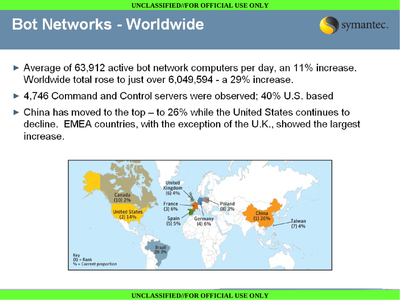 UNCLASSIFIED//FOR OFFICIAL USE ONLY
Bot Networks - Worldwide
symantec.
► Average of 63,912 active bot network computers per day, an 11% increase.
Worldwide total rose to just over 6,049,594 - a 29% increase.
► 4,746 Command and Control servers were observed; 40% U.S. based
► China has moved to the top – to 26% while the United States continues to
decline. EMEA countries, with the exception of the U.K., showed the largest
increase.
Canada
(10) 2%
United States
(2) 14%
United
Kingdom
(6) 4%
France
(3) 6%
Spain
(5) 5%
Germany
(4) 6%
Poland
(8) 3%
China
(1) 26%
Taiwan
(7) 4%
Brazil
Key
(#) = Rank
% = Current proportion
UNCLASSIFIED//FOR OFFICIAL USE ONLY